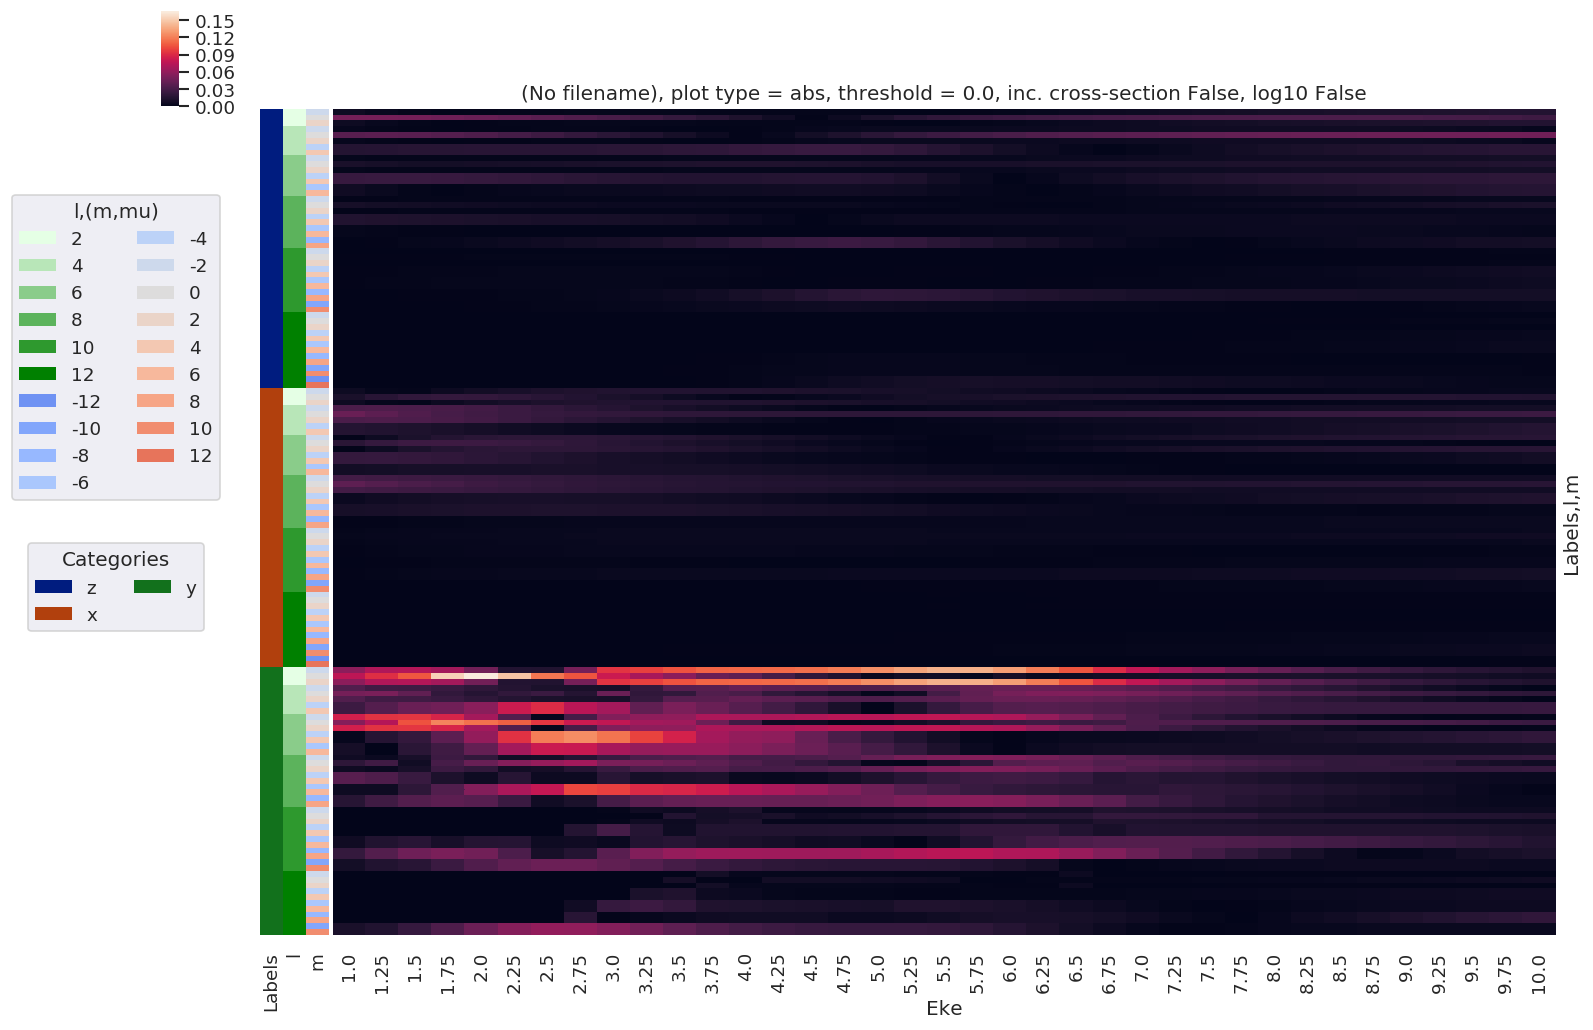 0.15
0.12
0.09
0.06
0.03
0.00
(No filename), plot type = abs, threshold = 0.0, inc. cross-section False, log10 False
l,(m,mu)
2 -4
4 -2
6 0
8 2
10 4
12 6
-12 8
-10 10
-8 12
-6
Categories
z y
x
Labels,l,m
Labels l m 1.0 1.25 1.5 1.75 2.0 2.25 2.5 2.75 3.0 3.25 3.5 3.75 4.0 4.25 4.5 4.75 5.0 5.25 5.5 5.75 6.0 6.25 6.5 6.75 7.0 7.25 7.5 7.75 8.0 8.25 8.5 8.75 9.0 9.25 9.5 9.75 10.0
Eke